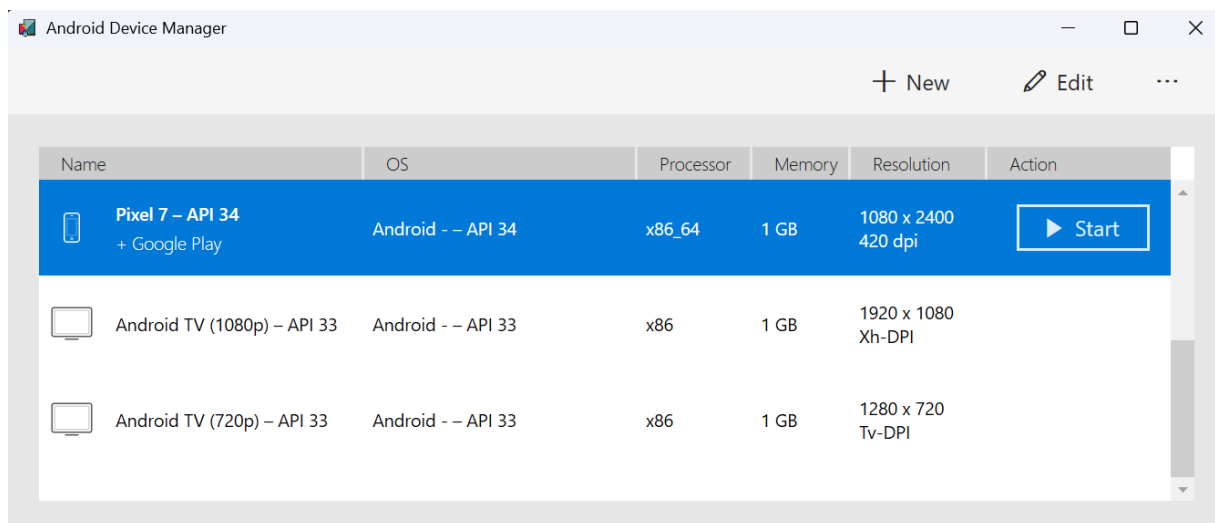 Android Device Manager
New
Edit
Name OS Processor Memory Resolution Action
Pixel 7 – API 34
+ Google Play
Android - – API 34
x86_64
1 GB
1080 x 2400
420 dpi
Start
Android TV (1080p) – API 33
Android - – API 33
x86
1 GB
1920 x 1080
Xh-DPI
Android TV (720p) – API 33
Android - – API 33
x86
1 GB
1280 x 720
Tv-DPI